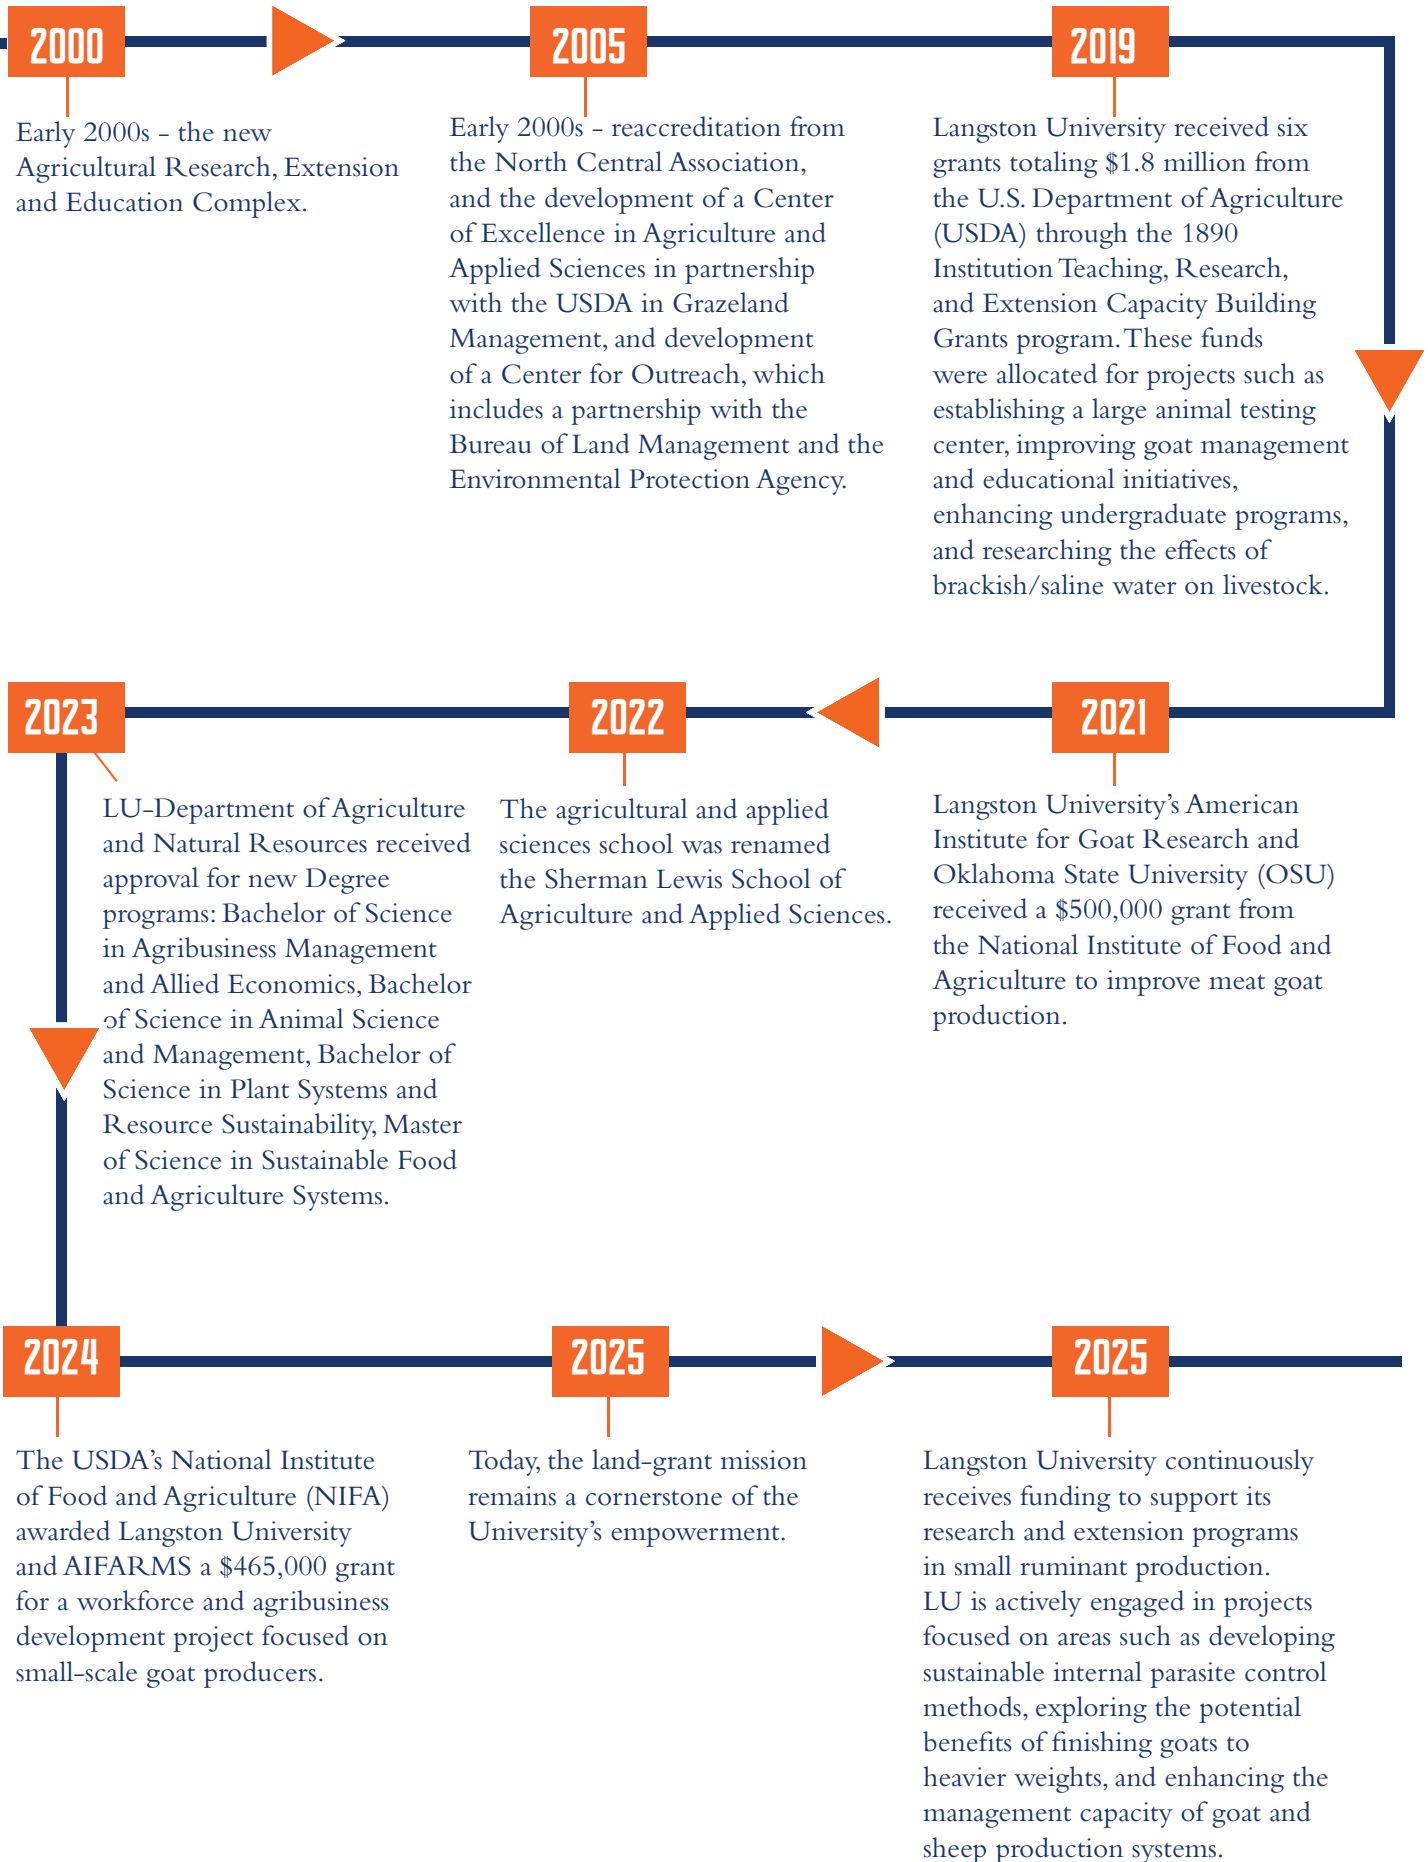 2000
Early 2000s - the new
Agricultural Research, Extension
and Education Complex.
2005
Early 2000s - reaccreditation from
the North Central Association,
and the development of a Center
of Excellence in Agriculture and
Applied Sciences in partnership
with the USDA in Grazeland
Management, and development
of a Center for Outreach, which
includes a partnership with the
Bureau of Land Management and the
Environmental Protection Agency.
2019
Langston University received six
grants totaling $1.8 million from
the U.S. Department of Agriculture
(USDA) through the 1890
Institution Teaching, Research,
and Extension Capacity Building
Grants program. These funds
were allocated for projects such as
establishing a large animal testing
center, improving goat management
and educational initiatives,
enhancing undergraduate programs,
and researching the effects of
brackish/saline water on livestock.
2021
Langston University's American
Institute for Goat Research and
Oklahoma State University (OSU)
received a $500,000 grant from
the National Institute of Food and
Agriculture to improve meat goat
production.
2022
The agricultural and applied
sciences school was renamed
the Sherman Lewis School of
Agriculture and Applied Sciences.
2023
LU-Department of Agriculture
and Natural Resources received
approval for new Degree
programs: Bachelor of Science
in Agribusiness Management
and Allied Economics, Bachelor
of Science in Animal Science
and Management, Bachelor of
Science in Plant Systems and
Resource Sustainability, Master
of Science in Sustainable Food
and Agriculture Systems.
2024
The USDA's National Institute
of Food and Agriculture (NIFA)
awarded Langston University
and AIFARMS a $465,000 grant
for a workforce and agribusiness
development project focused on
small-scale goat producers.
2025
Today, the land-grant mission
remains a cornerstone of the
University's empowerment.
2025
Langston University continuously
receives funding to support its
research and extension programs
in small ruminant production.
LU is actively engaged in projects
focused on areas such as developing
sustainable internal parasite control
methods, exploring the potential
benefits of finishing goats to
heavier weights, and enhancing the
management capacity of goat and
sheep production systems.